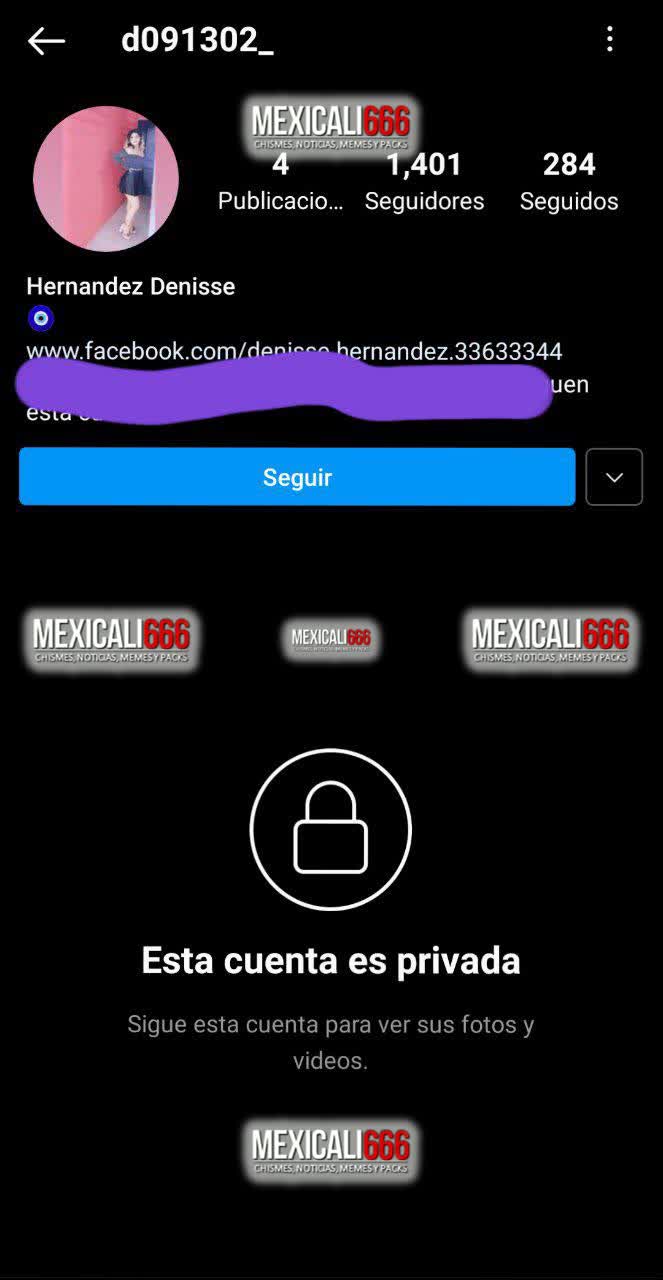 d091302_
MEXICALI666
CHISMES, NOTICIAS, MEMES Y PACKS
4 1,401 284
Publicacio... Seguidores Seguidos
Hernandez Denisse
www.facebook.com/denisse.hernandez.33633344
uen
esta
Seguir
MEXICALI666 MEXICALI666 MEXICALI666
CHISMES, NOTICIAS, MEMES Y PACKS CHISMES, NOTICIAS, MEMES Y PACKS CHISMES, NOTICIAS, MEMES Y PACKS
Esta cuenta es privada
Sigue esta cuenta para ver sus fotos y
videos.
MEXICALI666
CHISMES, NOTICIAS, MEMES Y PACKS